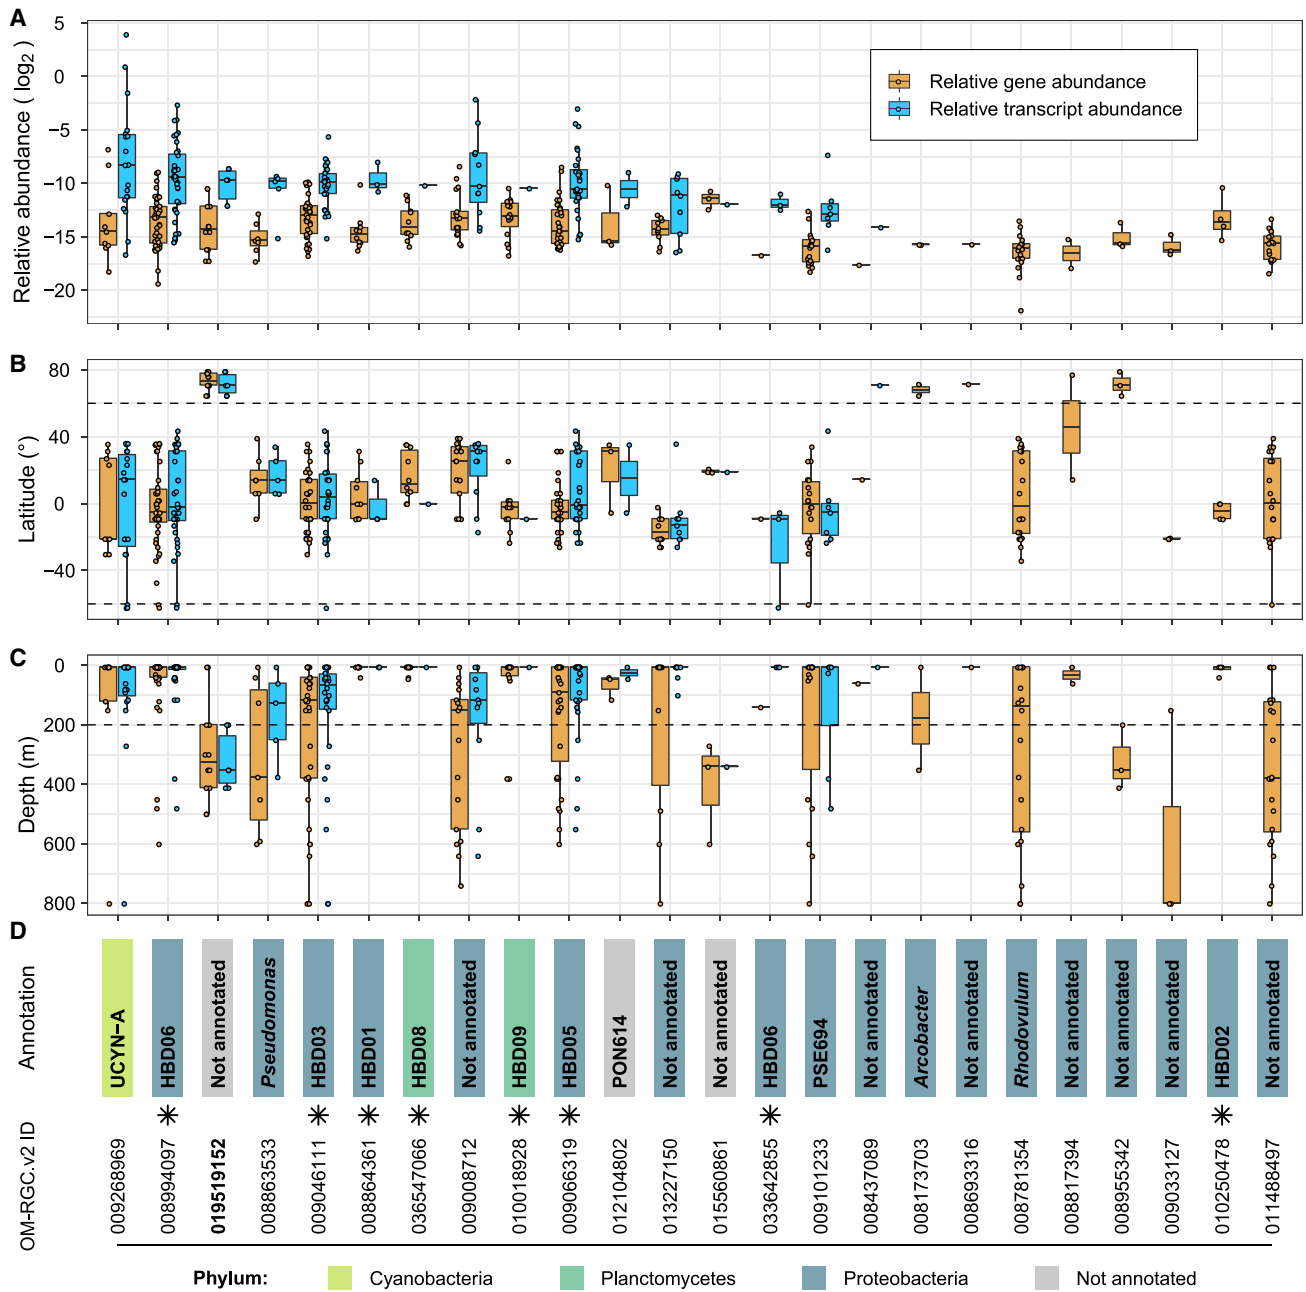 A
5
0
−5
−10
−15
−20
Relative abundance ( log2 )
Relative gene abundance
Relative transcript abundance
B
80
40
0
−40
Latitude (°)
C
0
200
400
600
800
Depth (m)
D
Annotation
UCYN−A
HBD06
Not annotated
Pseudomonas
HBD03
HBD01
HBD08
Not annotated
HBD09
HBD05
PON614
Not annotated
Not annotated
HBD06
PSE694
Not annotated
Arcobacter
Not annotated
Rhodovulum
Not annotated
Not annotated
Not annotated
HBD02
Not annotated
OM-RGC.v2 ID
009268969
008994097
019519152
008863533
009046111
008864361
036547066
009008712
010018928
009066319
012104802
013227150
015560861
033642855
009101233
008437089
008173703
008693316
008781354
008817394
008955342
009033127
010250478
011488497
Phylum:
Cyanobacteria
Planctomycetes
Proteobacteria
Not annotated